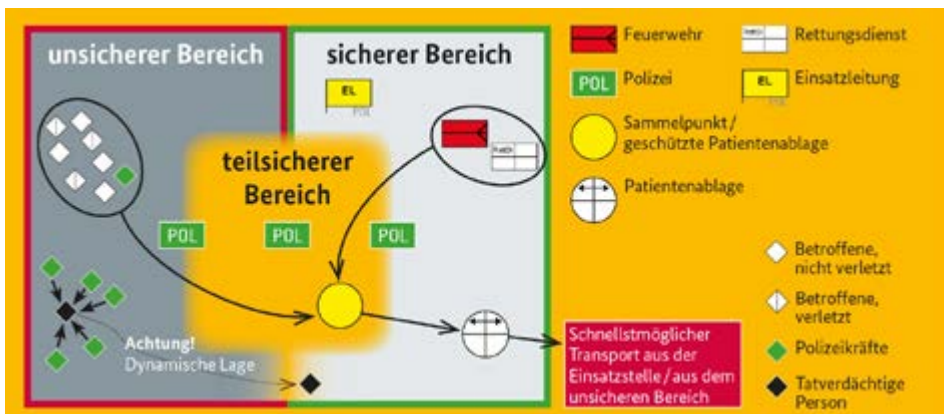 unsicherer Bereich
sicherer Bereich
EL
POL
teilsicherer
Bereich
POL
POL
POL
Achtung!
Dynamische Lage
Feuerwehr
Rettungsdienst
POL
Polizei
EL
POL
Einsatzleitung
Sammelpunkt/
geschützte Patientenablage
Patientenablage
Betroffene,
nicht verletzt
Betroffene,
verletzt
Schnellstmöglicher
Transport aus der
Einsatzstelle/aus dem
unsicheren Bereich
Polizeikräfte
Tatverdächtige
Person